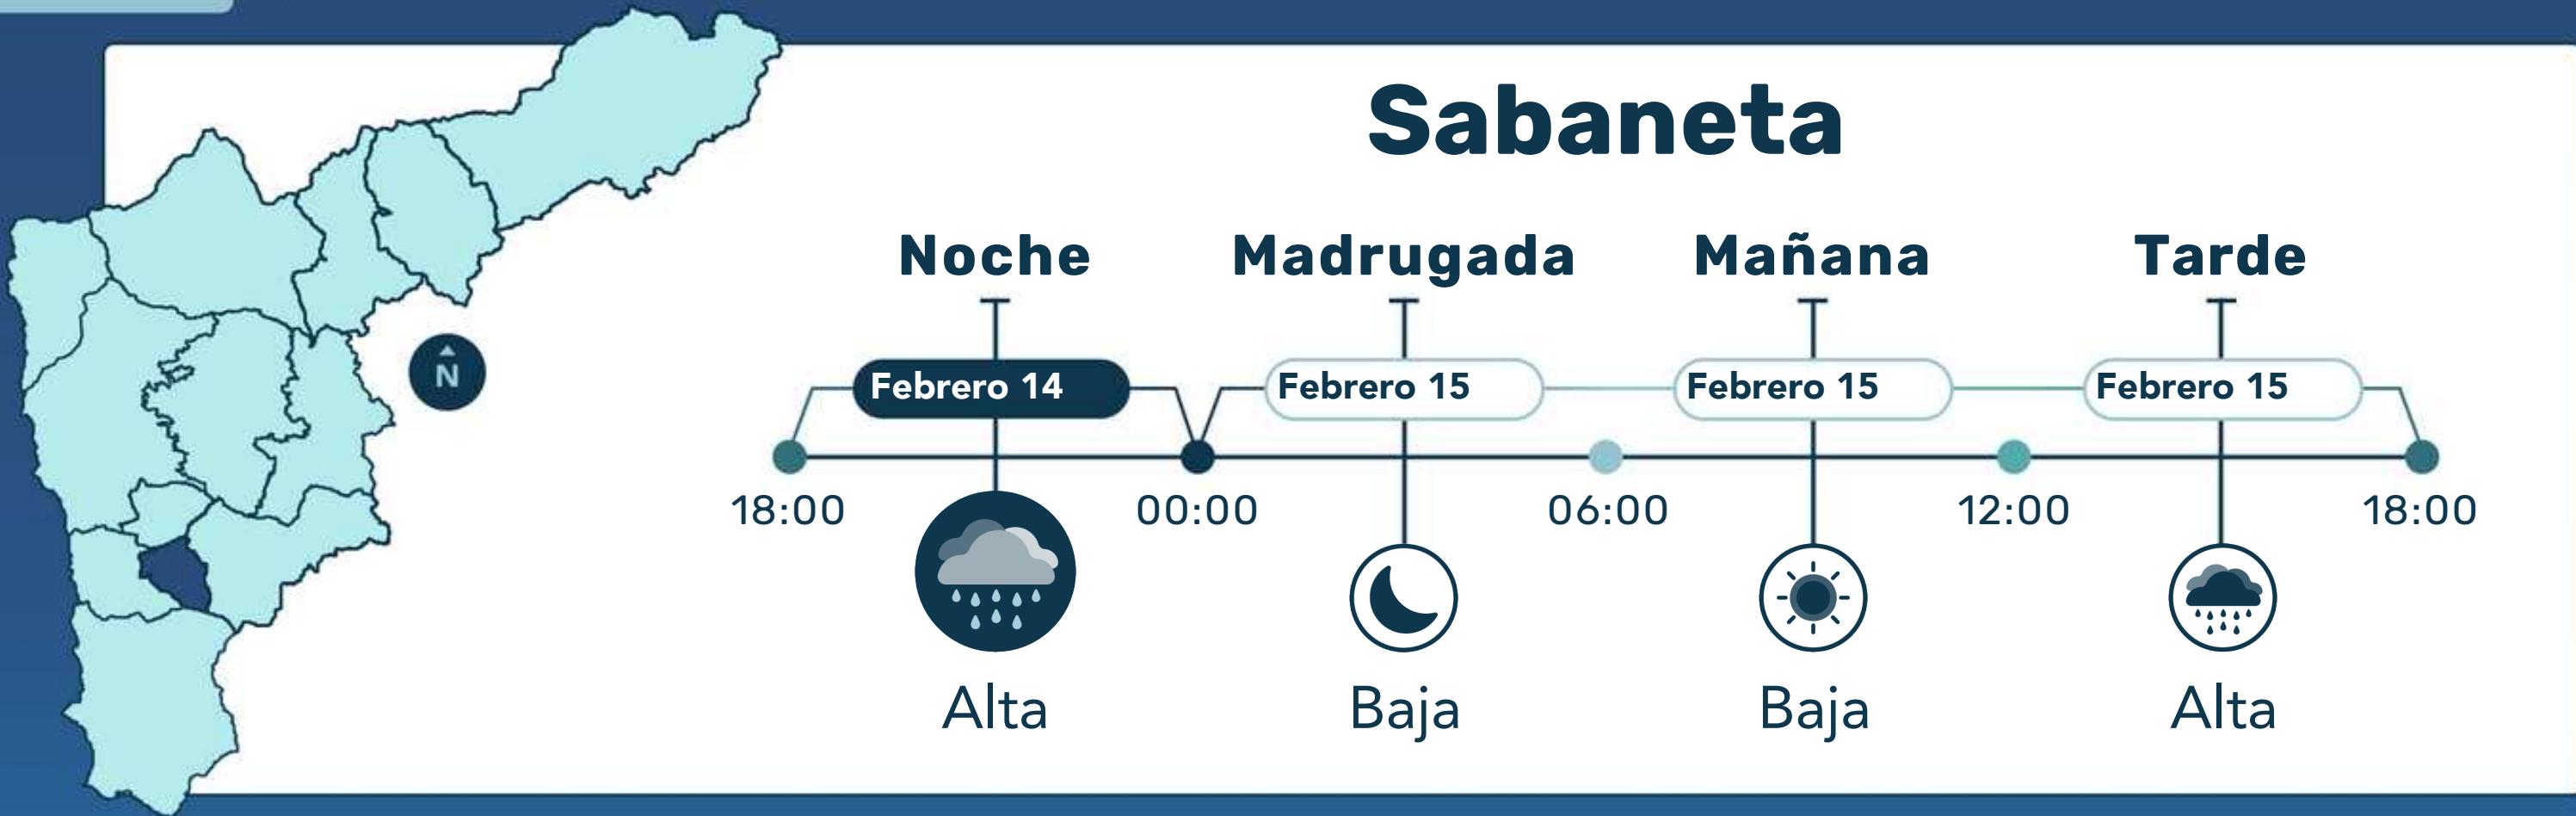 Sabaneta
Noche Madrugada Mañana Tarde
Febrero 14 Febrero 15 Febrero 15 Febrero 15
N
18:00 00:00 06:00 12:00 18:00
Alta Baja Baja Alta